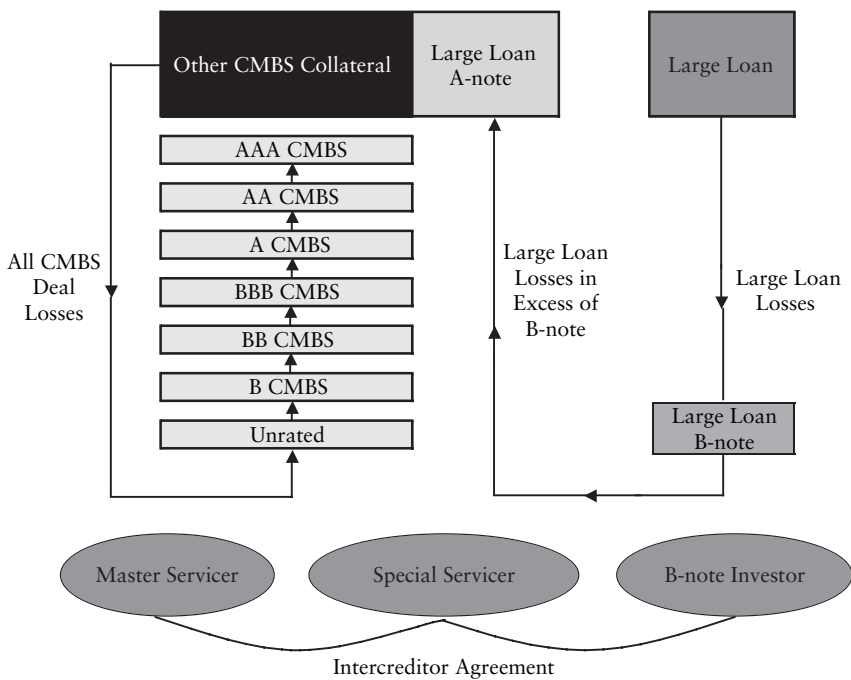 Other CMBS Collateral
Large Loan
A-note
Large Loan
AAA CMBS
AA CMBS
A CMBS
BBB CMBS
BB CMBS
B CMBS
Unrated
All CMBS
Deal
Losses
Large Loan
Losses in
Excess of
B-note
Large Loan
Losses
Large Loan
B-note
Master Servicer
Special Servicer
B-note Investor
Intercreditor Agreement